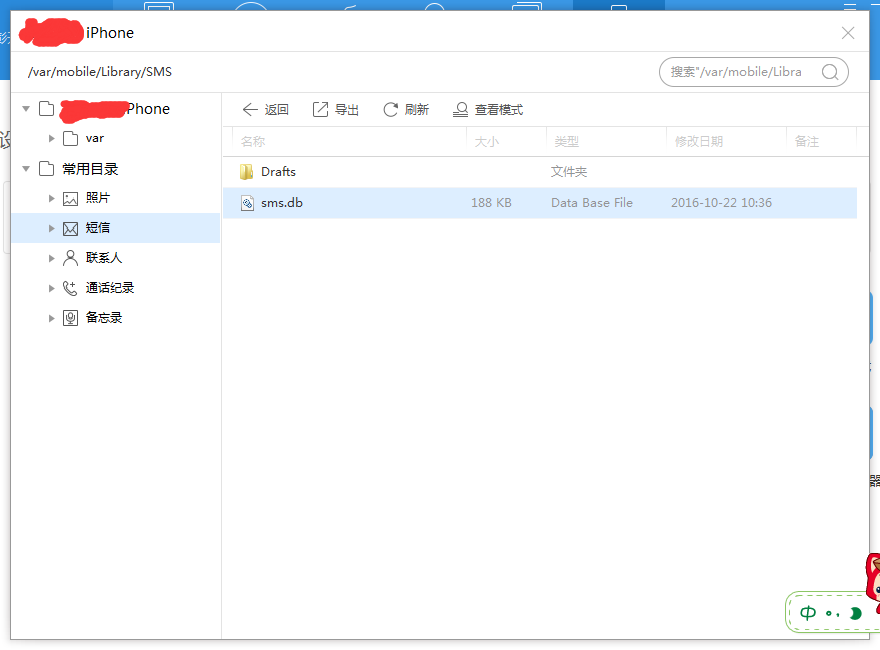 iPhone
/var/mobile/Library/SMS
搜索"/var/mobile/Libra
Phone
var
常用目录
照片
短信
联系人
通话纪录
备忘录
返回 导出 刷新 查看模式
名称 大小 类型 修改日期 备注
Drafts 文件夹
sms.db 188 KB Data Base File 2016-10-22 10:36
器
中